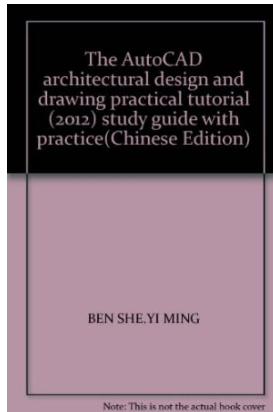 The AutoCAD
architectural design and
drawing practical tutorial
(2012) study guide with
practice(Chinese Edition)
BEN SHE.YI MING
Note: This is not the actual book cover